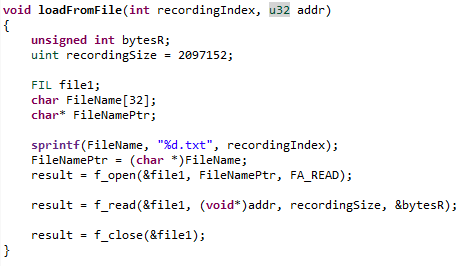 void loadFromFile(int recordingIndex, u32 addr)
{
    unsigned int bytesR;
    uint recordingSize = 2097152;

    FIL file1;
    char FileName[32];
    char* FileNamePtr;

    sprintf(FileName, "%d.txt", recordingIndex);
    FileNamePtr = (char *)FileName;
    result = f_open(&file1, FileNamePtr, FA_READ);

    result = f_read(&file1, (void*)addr, recordingSize, &bytesR);

    result = f_close(&file1);
}